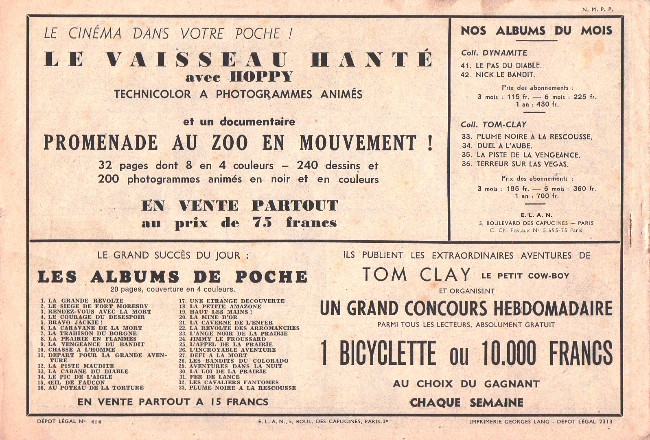 N. M. P. P.
LE CINÉMA DANS VOTRE POCHE !
LE VAISSEAU HANTÉ
avec HOPPY
TECHNICOLOR A PHOTOGRAMMES ANIMÉS
et un documentaire
PROMENADE AU ZOO EN MOUVEMENT !
32 pages dont 8 en 4 couleurs — 240 dessins et
200 photogrammes animés en noir et en couleurs
EN VENTE PARTOUT
au prix de 75 francs
NOS ALBUMS DU MOIS
Coll. DYNAMITE
41. LE PAS DU DIABLE.
42. NICK LE BANDIT.
Prix des abonnements :
3 mois : 115 fr. — 6 mois : 225 fr.
1 an : 430 fr.
Coll. TOM-CLAY
33. PLUME NOIRE A LA RESCOUSSE,
34. DUEL A L'AUBE.
35. LA PISTE DE LA VENGEANCE.
36. TERREUR SUR LAS VEGAS.
Prix des abonnements :
3 mois : 185 fr. — 6 mois : 360 fr.
1 an : 700 fr.
E. L. A. N.
5, BOULEVARD DES CAPUCINES — PARIS
C. Ch. Postaux N° 5.655-75 Paris
LE GRAND SUCCÈS DU JOUR :
LES ALBUMS DE POCHE
20 pages, couverture en 4 couleurs.
1. LA GRANDE REVOLTE
2. LE SIEGE DE FORT MORESBY
3. RENDEZ-VOUS AVEC LA MORT
4. LE COURAGE DU DESESPOIR
5. BRAVO JACKIE !
6. LA CARAVANE DE LA MORT
7. LA TRAHISON DU BORGNE
8. LA PRAIRIE EN FLAMMES
9. LA VENGEANCE DU BANDIT
10. CHASSE A L'HOMME
11. DEPART POUR LA GRANDE AVENTURE
12. LA PISTE MAUDITE
13. LA CABANE DU DIABLE
14. LE PIC DE L'AIGLE
15. ŒIL DE FAUCON
16. AU POTEAU DE LA TORTURE
17. UNE ETRANGE DECOUVERTE
18. LA PETITE AMAZONE
19. HAUT LES MAINS !
20. LA MINE D'OR
21. LA CAVERNE DE L'ENFER
22. LA REVOLTE DES ARROMANCHES
23. L'ANGE NOIR DE LA PRAIRIE
24. JIMMY LE FROUSSARD
25. L'APPEL DE LA PRAIRIE
26. L'INCROYABLE AVENTURE
27. DEFI A LA MORT
28. LES BANDITS DU COLORADO
29. AVENTURES DANS LA NUIT
30. LA LOI DE LA PRAIRIE
31. FER DE LANCE
32. LES CAVALIERS FANTOMES
33. PLUME NOIRE A LA RESCOUSSE
EN VENTE PARTOUT A 15 FRANCS
ILS PUBLIENT LES EXTRAORDINAIRES AVENTURES DE
TOM CLAY LE PETIT COW-BOY
ET ORGANISENT
UN GRAND CONCOURS HEBDOMADAIRE
PARMI TOUS LES LECTEURS, ABSOLUMENT GRATUIT
1 BICYCLETTE ou 10.000 FRANCS
AU CHOIX DU GAGNANT
CHAQUE SEMAINE
DÉPOT LÉGAL N°
E. L. A. N., 5, BOUL. DES CAPUCINES, PARIS-2e
IMPRIMERIE GEORGES LANG - DÉPOT LÉGAL 2313